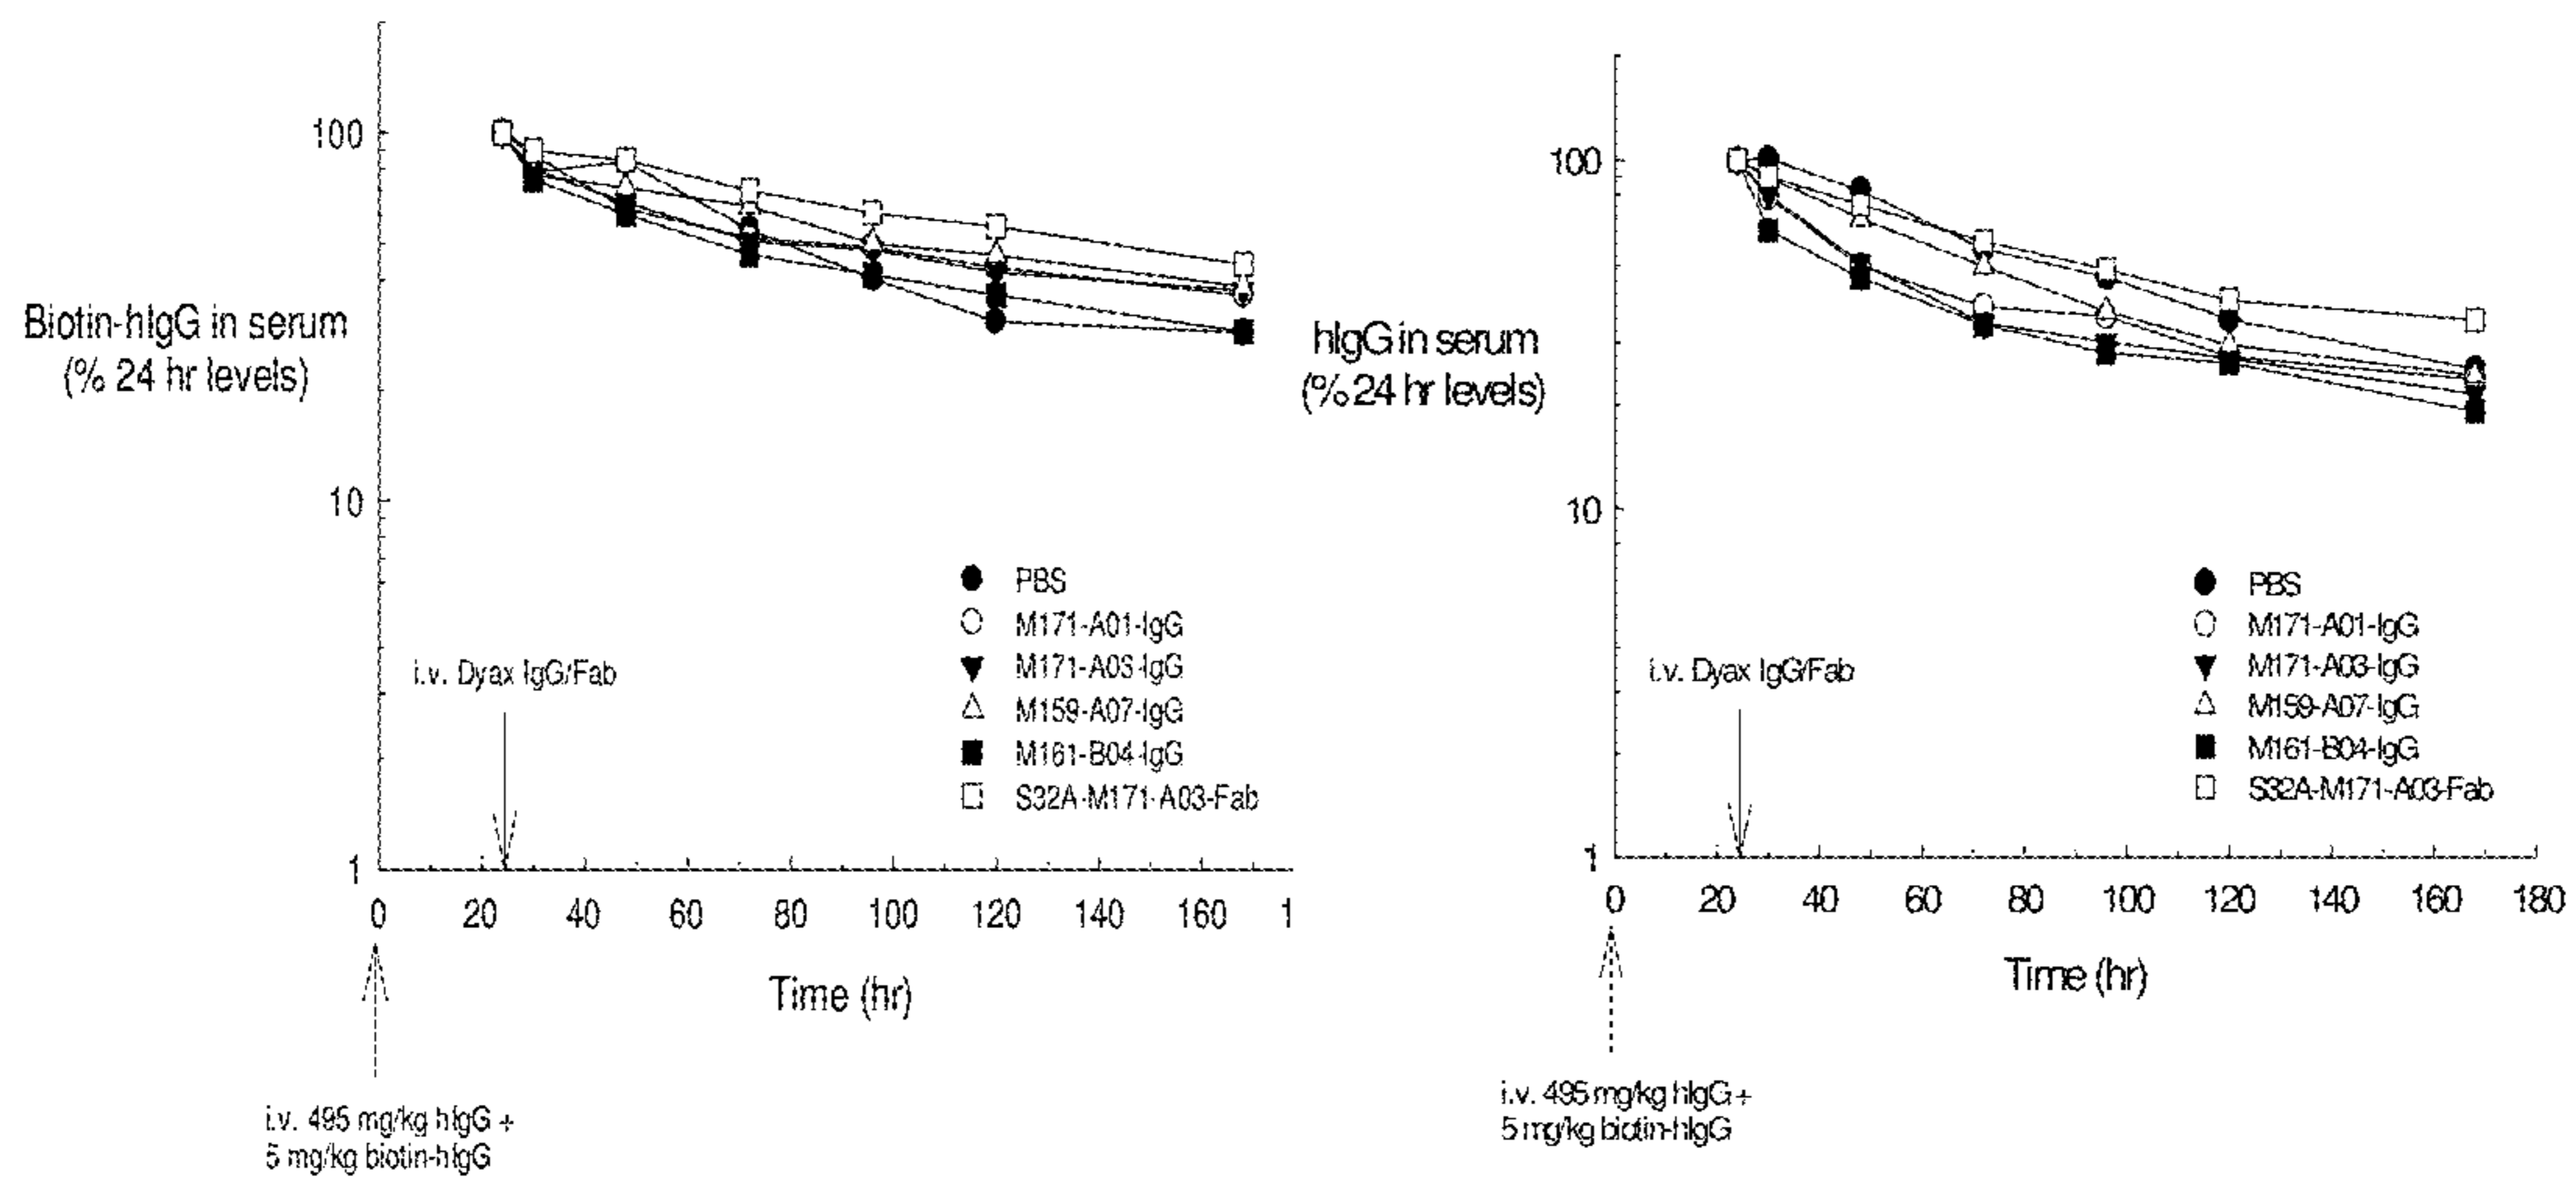 100
10
1
Biotin-hIgG in serum
(% 24 hr levels)
i.v. Dyax IgG/Fab
PBS
M171-A01-IgG
M171-A03-IgG
M159-A07-IgG
M161-B04-IgG
S32A-M171-A03-Fab
0 20 40 60 80 100 120 140 160 1
Time (hr)
i.v. 495 mg/kg hIgG +
5 mg/kg biotin-hIgG
100
10
1
hIgG in serum
(% 24 hr levels)
i.v. Dyax IgG/Fab
PBS
M171-A01-IgG
M171-A03-IgG
M159-A07-IgG
M161-B04-IgG
S32A-M171-A03-Fab
0 20 40 60 80 100 120 140 160 180
Time (hr)
i.v. 495 mg/kg hIgG +
5 mg/kg biotin-hIgG